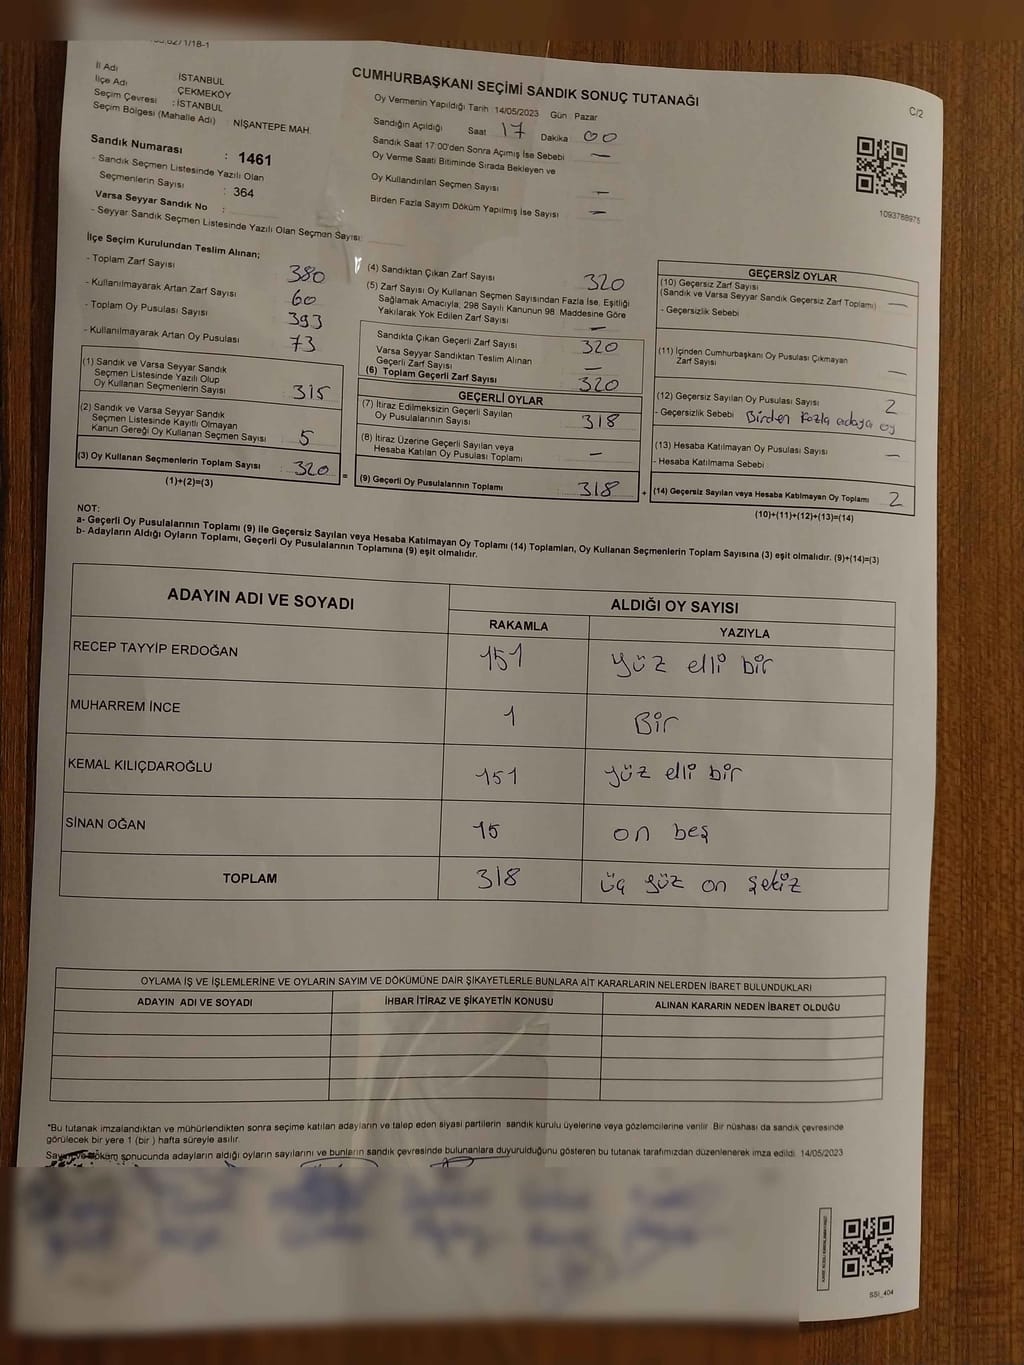 İl Adı
İSTANBUL
İlçe Adı
ÇEKMEKÖY
Seçim Çevresi : İSTANBUL
Seçim Bölgesi (Mahalle Adı) : NİŞANTEPE MAH.
Sandık Numarası : 1461
- Sandık Seçmen Listesinde Yazılı Olan
Seçmenlerin Sayısı : 364
Varsa Seyyar Sandık No :
- Seyyar Sandık Seçmen Listesinde Yazılı Olan Seçmen Sayısı
CUMHURBAŞKANI SEÇİMİ SANDIK SONUÇ TUTANAĞI
Oy Vermenin Yapıldığı Tarih : 14/05/2023 Gün : Pazar
Sandığın Açıldığı Saat 17 Dakika 00
Sandık Saat 17:00'den Sonra Açımış İse Sebebi —
Oy Verme Saati Bitiminde Sırada Bekleyen ve
Oy Kullandırılan Seçmen Sayısı —
Birden Fazla Sayım Döküm Yapılmış İse Sayısı —
C/2
1093788975
İlçe Seçim Kurulundan Teslim Alınan;
- Toplam Zarf Sayısı 380
- Kullanılmayarak Artan Zarf Sayısı 60
- Toplam Oy Pusulası Sayısı 393
- Kullanılmayarak Artan Oy Pusulası 73
(1) Sandık ve Varsa Seyyar Sandık
Seçmen Listesinde Yazılı Olup
Oy Kullanan Seçmenlerin Sayısı : 315
(2) Sandık ve Varsa Seyyar Sandık
Seçmen Listesinde Kayıtlı Olmayan
Kanun Gereği Oy Kullanan Seçmen Sayısı : 5
(3) Oy Kullanan Seçmenlerin Toplam Sayısı : 320 =
(1)+(2)=(3)
(4) Sandıktan Çıkan Zarf Sayısı 320
(5) Zarf Sayısı Oy Kullanan Seçmen Sayısından Fazla İse, Eşitliği
Sağlamak Amacıyla, 298 Sayılı Kanunun 98. Maddesine Göre
Yakılarak Yok Edilen Zarf Sayısı —
Sandıkta Çıkan Geçerli Zarf Sayısı 320
Varsa Seyyar Sandıktan Teslim Alınan
Geçerli Zarf Sayısı —
(6) Toplam Geçerli Zarf Sayısı 320
GEÇERLİ OYLAR
(7) İtiraz Edilmeksizin Geçerli Sayılan
Oy Pusulalarının Sayısı : 318
(8) İtiraz Üzerine Geçerli Sayılan veya
Hesaba Katılan Oy Pusulası Toplamı : —
(9) Geçerli Oy Pusulalarının Toplamı : 318 +
GEÇERSİZ OYLAR
(10) Geçersiz Zarf Sayısı
(Sandık ve Varsa Seyyar Sandık Geçersiz Zarf Toplamı) —
- Geçersizlik Sebebi
(11) İçinden Cumhurbaşkanı Oy Pusulası Çıkmayan
Zarf Sayısı —
(12) Geçersiz Sayılan Oy Pusulası Sayısı 2
- Geçersizlik Sebebi Birden Fazla adaya oy
(13) Hesaba Katılmayan Oy Pusulası Sayısı —
- Hesaba Katılmama Sebebi
(14) Geçersiz Sayılan veya Hesaba Katılmayan Oy Toplamı 2
(10)+(11)+(12)+(13)=(14)
NOT:
a- Geçerli Oy Pusulalarının Toplamı (9) ile Geçersiz Sayılan veya Hesaba Katılmayan Oy Toplamı (14) Toplamları, Oy Kullanan Seçmenlerin Toplam Sayısına (3) eşit olmalıdır. (9)+(14)=(3)
b- Adayların Aldığı Oyların Toplamı, Geçerli Oy Pusulalarının Toplamına (9) eşit olmalıdır.
ADAYIN ADI VE SOYADI ALDIĞI OY SAYISI
RAKAMLA YAZIYLA
RECEP TAYYİP ERDOĞAN 151 yüz elli bir
MUHARREM İNCE 1 Bir
KEMAL KILIÇDAROĞLU 151 yüz elli bir
SİNAN OĞAN 15 on beş
TOPLAM 318 üç yüz on şekiz
OYLAMA İŞ VE İŞLEMLERİNE VE OYLARIN SAYIM VE DÖKÜMÜNE DAİR ŞİKAYETLERLE BUNLARA AİT KARARLARIN NELERDEN İBARET BULUNDUKLARI
ADAYIN ADI VE SOYADI İHBAR İTİRAZ VE ŞİKAYETİN KONUSU ALINAN KARARIN NEDEN İBARET OLDUĞU
*Bu tutanak imzalandıktan ve mühürlendikten sonra seçime katılan adayların ve talep eden siyasi partilerin sandık kurulu üyelerine veya gözlemcilerine verilir. Bir nüshası da sandık çevresinde
görülecek bir yere 1 (bir ) hafta süreyle asılır.
Sayım ve döküm sonucunda adayların aldığı oyların sayılarını ve bunların sandık çevresinde bulunanlara duyurulduğunu gösteren bu tutanak tarafımızdan düzenlenerek imza edildi. 14/05/2023
SSİ_404